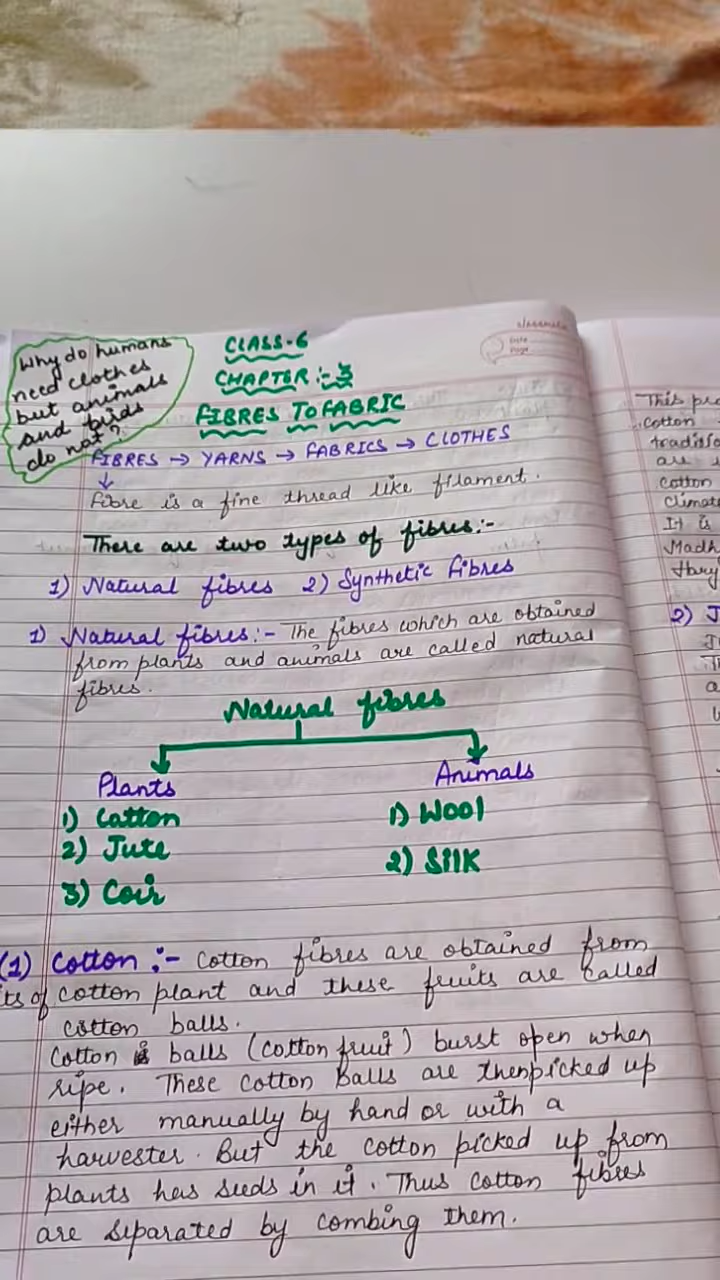 Why do humans
need clothes
but animals
and birds
do not?
CLASS-6
CHAPTER:-3
FIBRES TO FABRIC
FIBRES → YARNS → FABRICS → CLOTHES
↓
Fibre is a fine thread like filament.
There are two types of fibres:-
1) Natural fibres 2) Synthetic Fibres
1) Natural fibres:- The fibres which are obtained
from plants and animals are called natural
fibres.
Natural fibres
Plants Animals
1) Cotton 1) Wool
2) Jute 2) Silk
3) Coir
(1) Cotton :- Cotton fibres are obtained from
of cotton plant and these fruits are called
cotton balls.
Cotton balls (cotton fruit) burst open when
ripe. These cotton Balls are then picked up
either manually by hand or with a
harvester. But the cotton picked up from
plants has seeds in it. Thus cotton fibres
are separated by combing them.
This
Cotton
are
cotton
It is
2)